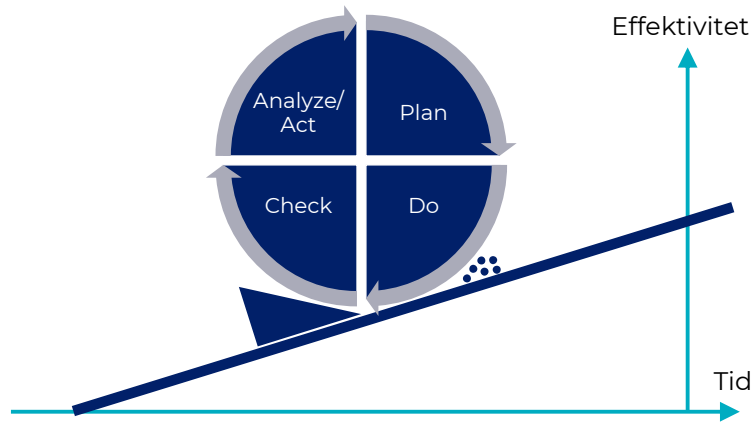 Effektivitet
Analyze/
Act
Plan
Check
Do
Tid